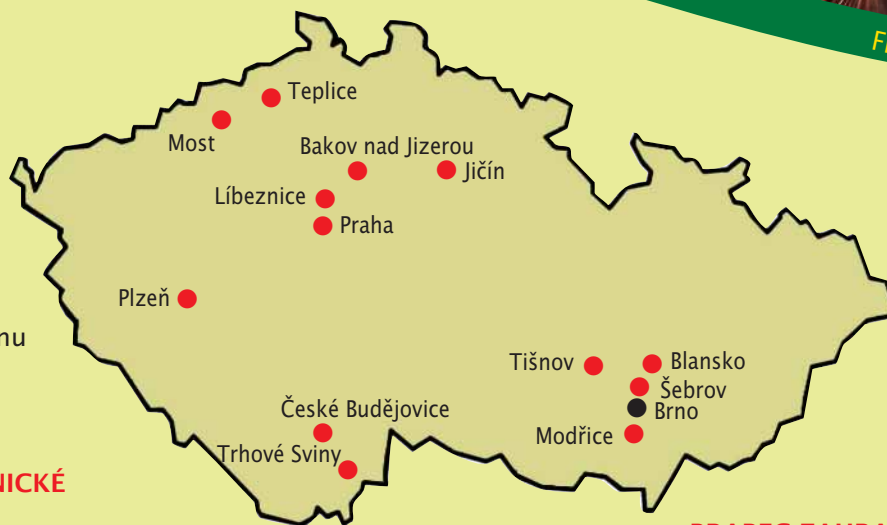 Teplice
Most
Bakov nad Jizerou
Jičín
Líbeznice
Praha
Plzeň
Tišnov
Blansko
Šebrov
Brno
České Budějovice
Modřice
Trhové Sviny